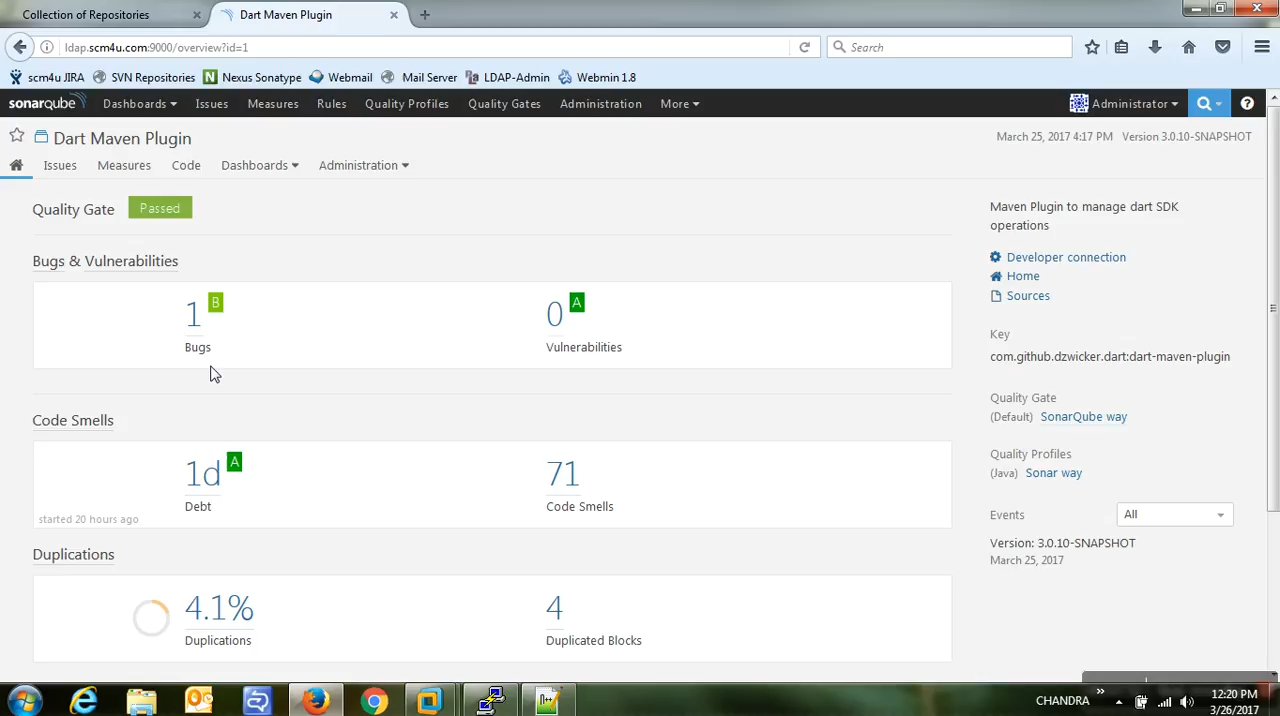 Collection of Repositories
Dart Maven Plugin
ldap.scm4u.com:9000/overview?id=1
Search
scm4u JIRA SVN Repositories Nexus Sonatype Webmail Mail Server LDAP-Admin Webmin 1.8
sonarqube Dashboards Issues Measures Rules Quality Profiles Quality Gates Administration More Administrator
Dart Maven Plugin
March 25, 2017 4:17 PM Version 3.0.10-SNAPSHOT
Issues Measures Code Dashboards Administration
Quality Gate Passed
Bugs & Vulnerabilities
1 B
Bugs
0 A
Vulnerabilities
Code Smells
1d A
Debt
71
Code Smells
started 20 hours ago
Duplications
4.1%
Duplications
4
Duplicated Blocks
Maven Plugin to manage dart SDK
operations
Developer connection
Home
Sources
Key
com.github.dzwicker.dart:dart-maven-plugin
Quality Gate
(Default) SonarQube way
Quality Profiles
(Java) Sonar way
Events All
Version: 3.0.10-SNAPSHOT
March 25, 2017
CHANDRA
12:20 PM
3/26/2017